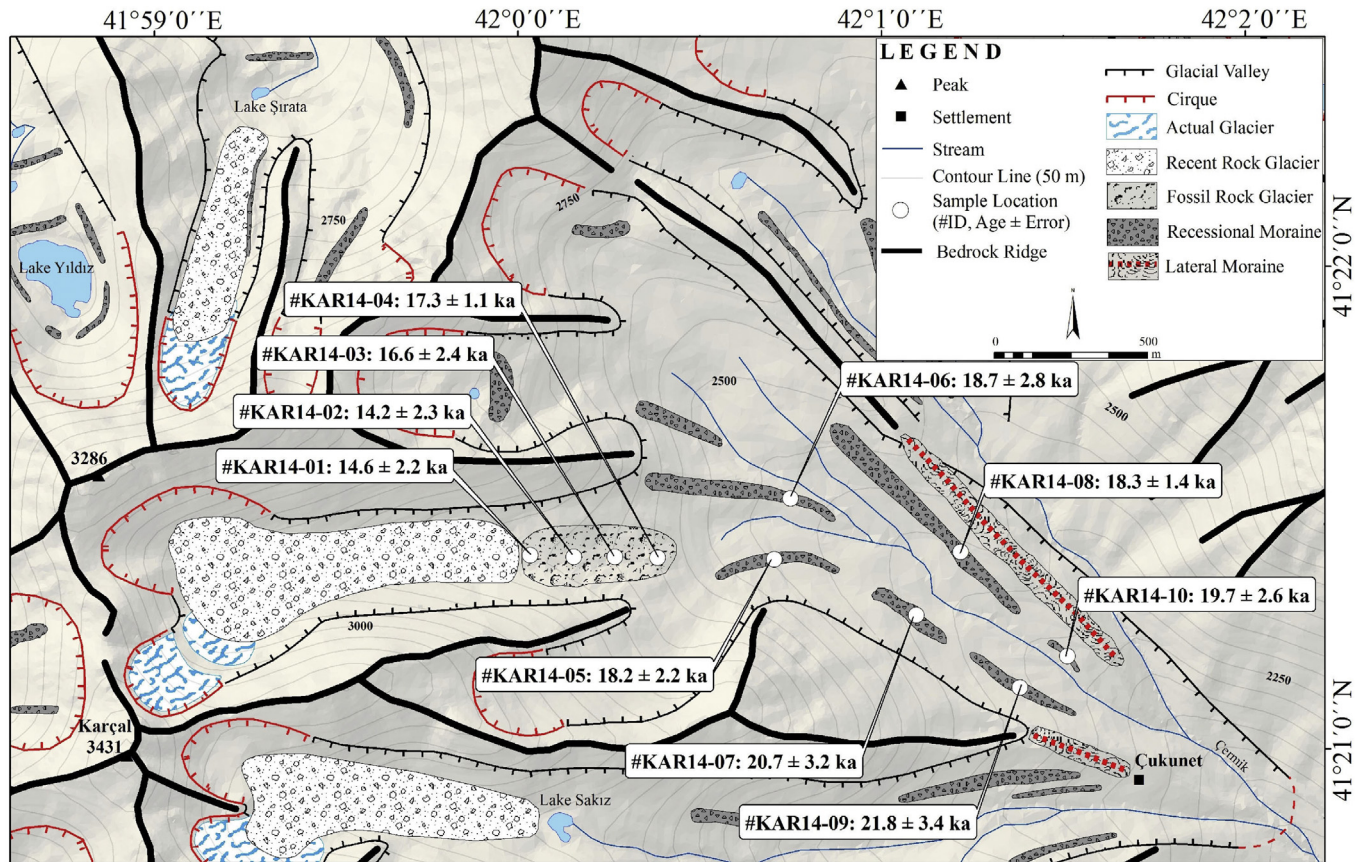 41°59´0´´E 42°0´0´´E 42°1´0´´E 42°2´0´´E
LEGEND
Peak
Settlement
Stream
Contour Line (50 m)
Sample Location
(#ID, Age ± Error)
Bedrock Ridge
Glacial Valley
Cirque
Actual Glacier
Recent Rock Glacier
Fossil Rock Glacier
Recessional Moraine
Lateral Moraine
N
0 500
m
Lake Şırata
2750
2750
Lake Yıldız
41°22´0´´N
#KAR14-04: 17.3 ± 1.1 ka
#KAR14-03: 16.6 ± 2.4 ka
#KAR14-06: 18.7 ± 2.8 ka
2500
2500
#KAR14-02: 14.2 ± 2.3 ka
#KAR14-01: 14.6 ± 2.2 ka
3286
#KAR14-08: 18.3 ± 1.4 ka
#KAR14-10: 19.7 ± 2.6 ka
3000
#KAR14-05: 18.2 ± 2.2 ka
2250
Karçal
3431
41°21´0´´N
#KAR14-07: 20.7 ± 3.2 ka
Çermik
Çukunet
Lake Sakız
#KAR14-09: 21.8 ± 3.4 ka